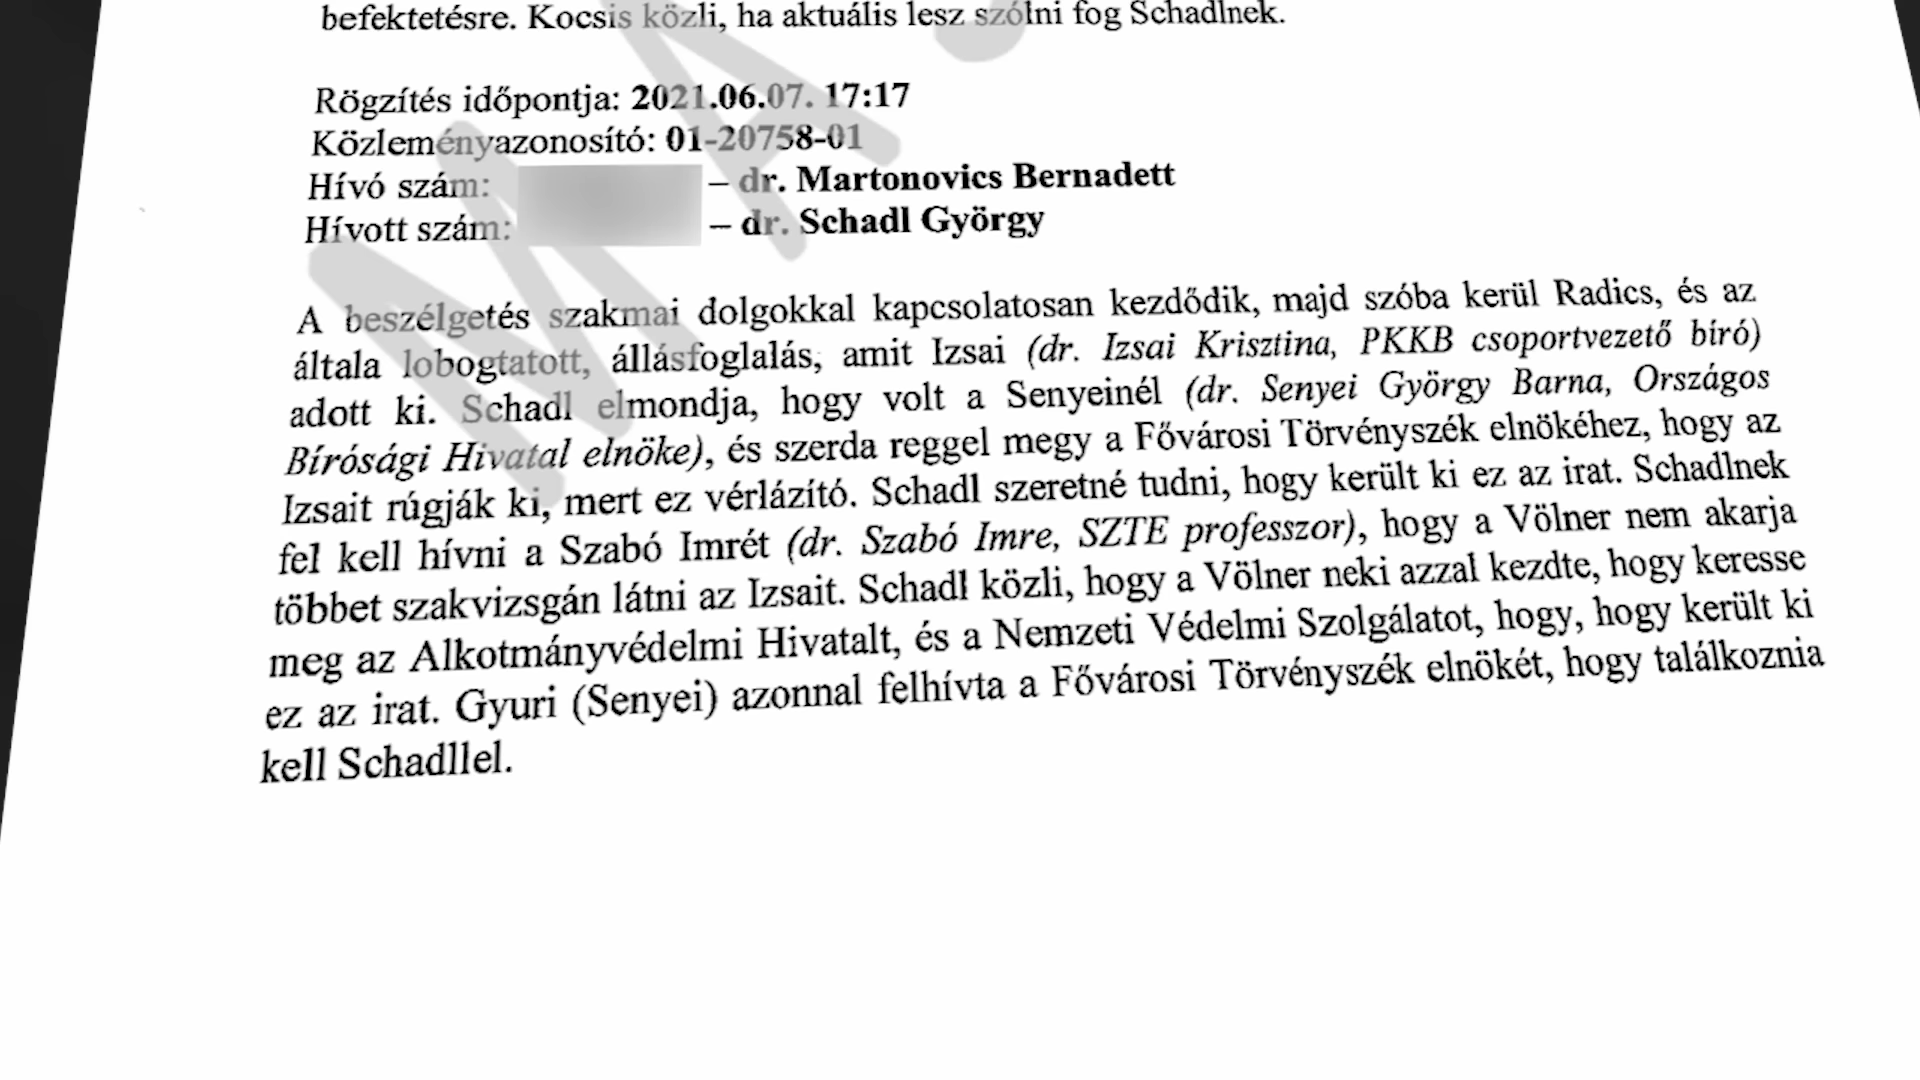 befektetésre. Kocsis közli, ha aktuális lesz szólni fog Schadlnek.
Rögzítés időpontja: 2021.06.07. 17:17
Közleményazonosító: 01-20758-01
Hívó szám: – dr. Martonovics Bernadett
Hívott szám: – dr. Schadl György
A beszélgetés szakmai dolgokkal kapcsolatosan kezdődik, majd szóba kerül Radics, és az
általa lobogtatott, állásfoglalás, amit Izsai (dr. Izsai Krisztina, PKKB csoportvezető bíró)
adott ki. Schadl elmondja, hogy volt a Senyeinél (dr. Senyei György Barna, Országos
Bírósági Hivatal elnöke), és szerda reggel megy a Fővárosi Törvényszék elnökéhez, hogy az
Izsait rúgják ki, mert ez vérlázító. Schadl szeretné tudni, hogy került ki ez az irat. Schadlnek
fel kell hívni a Szabó Imrét (dr. Szabó Imre, SZTE professzor), hogy a Völner nem akarja
többet szakvizsgán látni az Izsait. Schadl közli, hogy a Völner neki azzal kezdte, hogy keresse
meg az Alkotmányvédelmi Hivatalt, és a Nemzeti Védelmi Szolgálatot, hogy, hogy került ki
ez az irat. Gyuri (Senyei) azonnal felhívta a Fővárosi Törvényszék elnökét, hogy találkoznia
kell Schadllel.